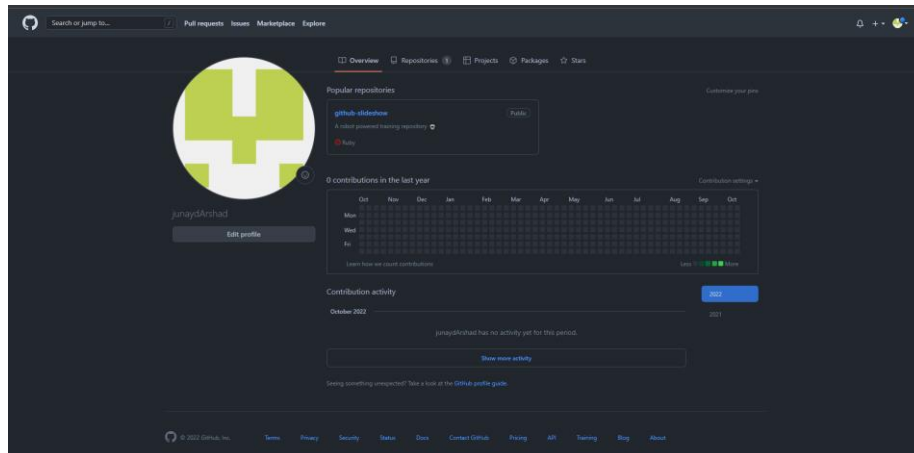 Search or jump to... / Pull requests Issues Marketplace Explore
Overview Repositories 1 Projects Packages Stars
Popular repositories Customize your pins
github-slideshow Public
A robot powered training repository
Ruby
0 contributions in the last year Contribution settings
Oct Nov Dec Jan Feb Mar Apr May Jun Jul Aug Sep Oct
Mon
Wed
Fri
Learn how we count contributions Less More
junaydArshad
Edit profile
Contribution activity 2022
October 2022 2021
junaydArshad has no activity yet for this period.
Show more activity
Seeing something unexpected? Take a look at the GitHub profile guide.
© 2022 GitHub, Inc. Terms Privacy Security Status Docs Contact GitHub Pricing API Training Blog About